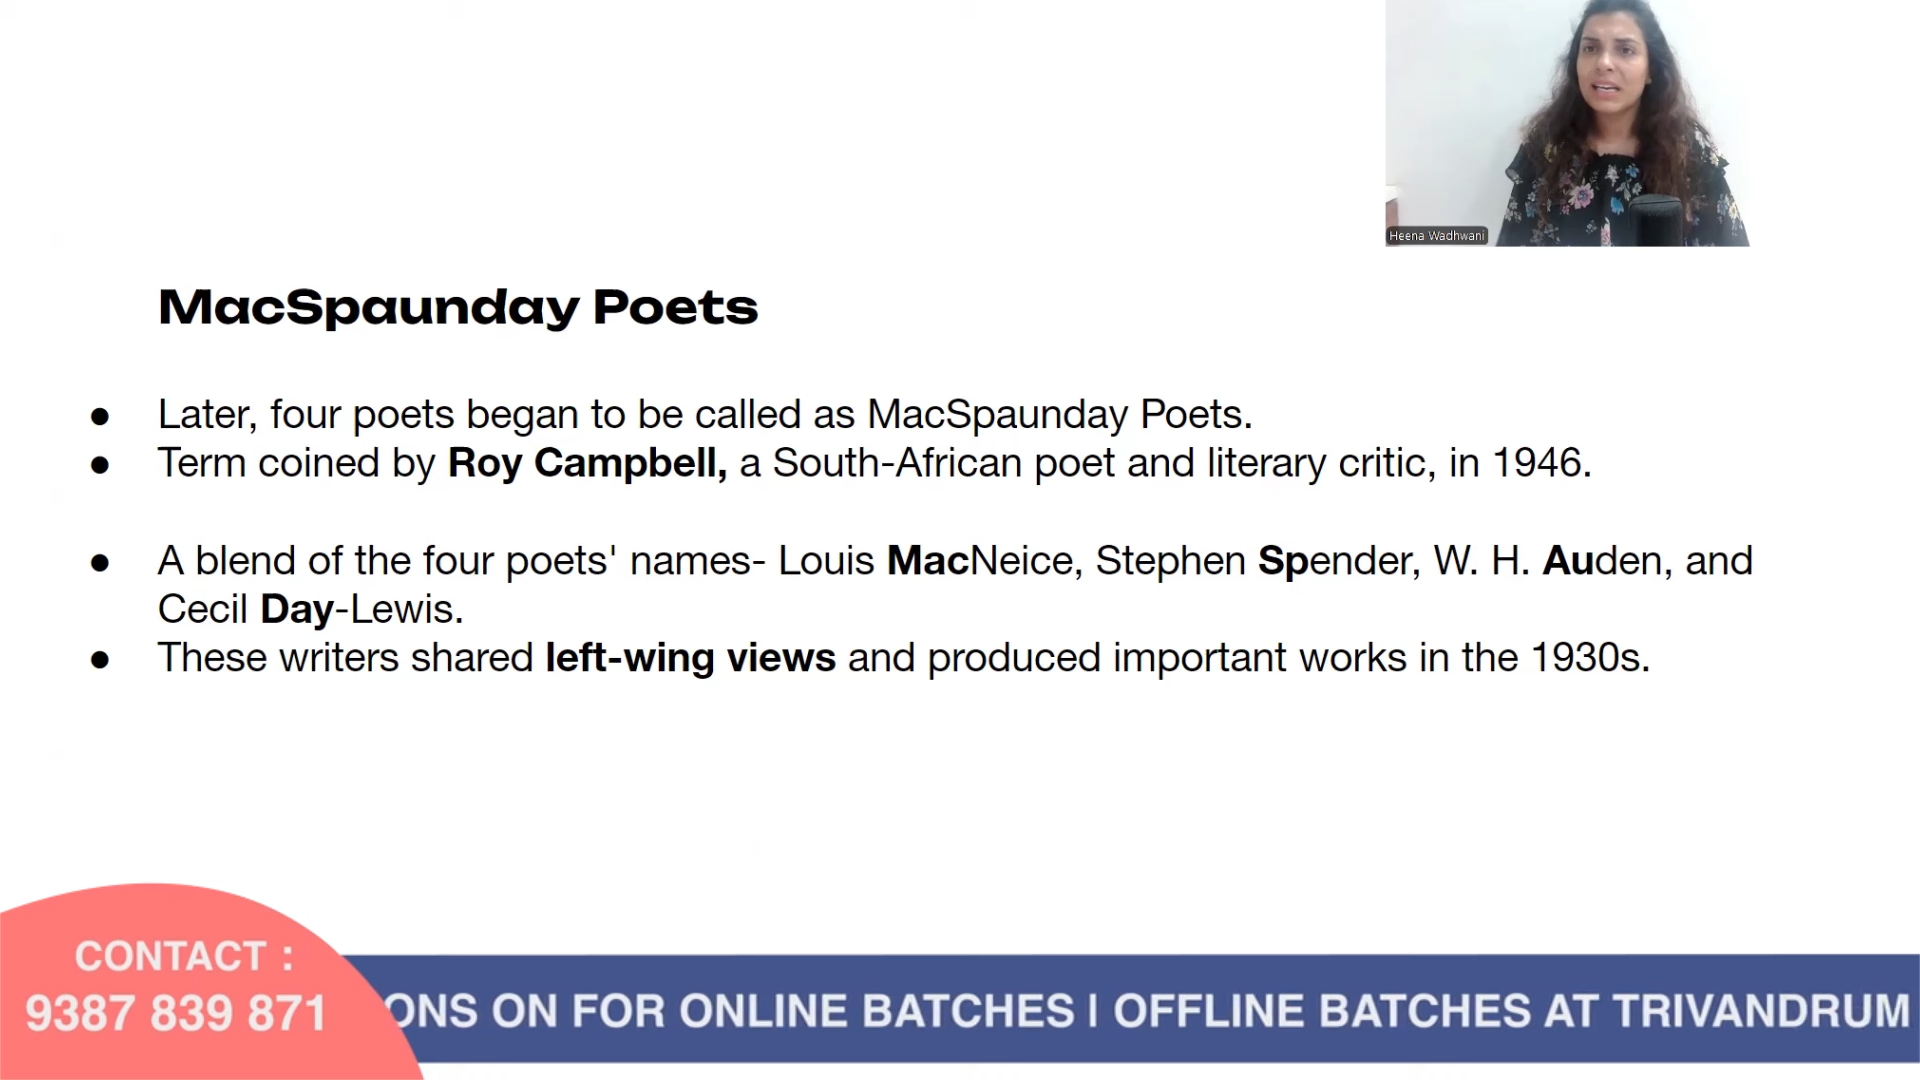 Heena Wadhwani
MacSpaunday Poets
● Later, four poets began to be called as MacSpaunday Poets.
● Term coined by Roy Campbell, a South-African poet and literary critic, in 1946.
● A blend of the four poets' names- Louis MacNeice, Stephen Spender, W. H. Auden, and
Cecil Day-Lewis.
● These writers shared left-wing views and produced important works in the 1930s.
CONTACT :
9387 839 871
ONS ON FOR ONLINE BATCHES | OFFLINE BATCHES AT TRIVANDRUM